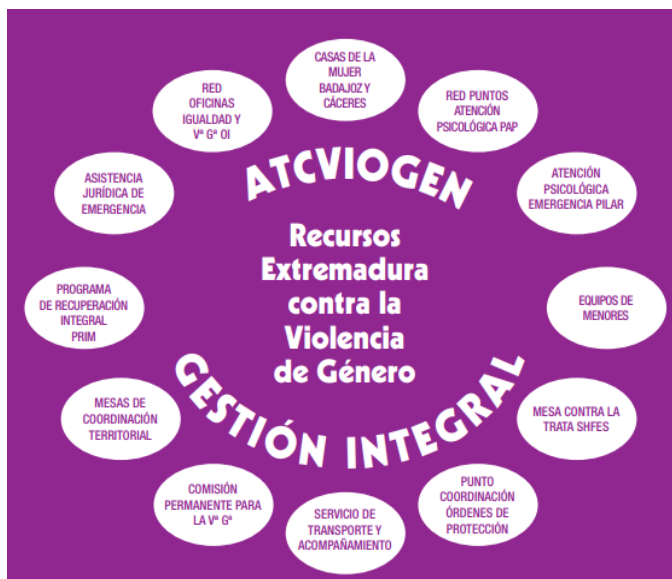 CASAS DE LA
MUJER
BADAJOZ Y
CÁCERES
RED PUNTOS
ATENCIÓN
PSICOLÓGICA PAP
ATENCIÓN
PSICOLÓGICA
EMERGENCIA PILAR
EQUIPOS DE
MENORES
MESA CONTRA LA
TRATA SHFES
PUNTO
COORDINACIÓN
ÓRDENES DE
PROTECCIÓN
SERVICIO DE
TRANSPORTE Y
ACOMPAÑAMIENTO
COMISIÓN
PERMANENTE PARA
LA Vª Gª
MESAS DE
COORDINACIÓN
TERRITORIAL
PROGRAMA
DE RECUPERACIÓN
INTEGRAL
PRIM
ASISTENCIA
JURÍDICA DE
EMERGENCIA
RED
OFICINAS
IGUALDAD Y
Vª Gª OI
ATCVIOGEN
Recursos
Extremadura
contra la
Violencia
de Género
GESTIÓN INTEGRAL